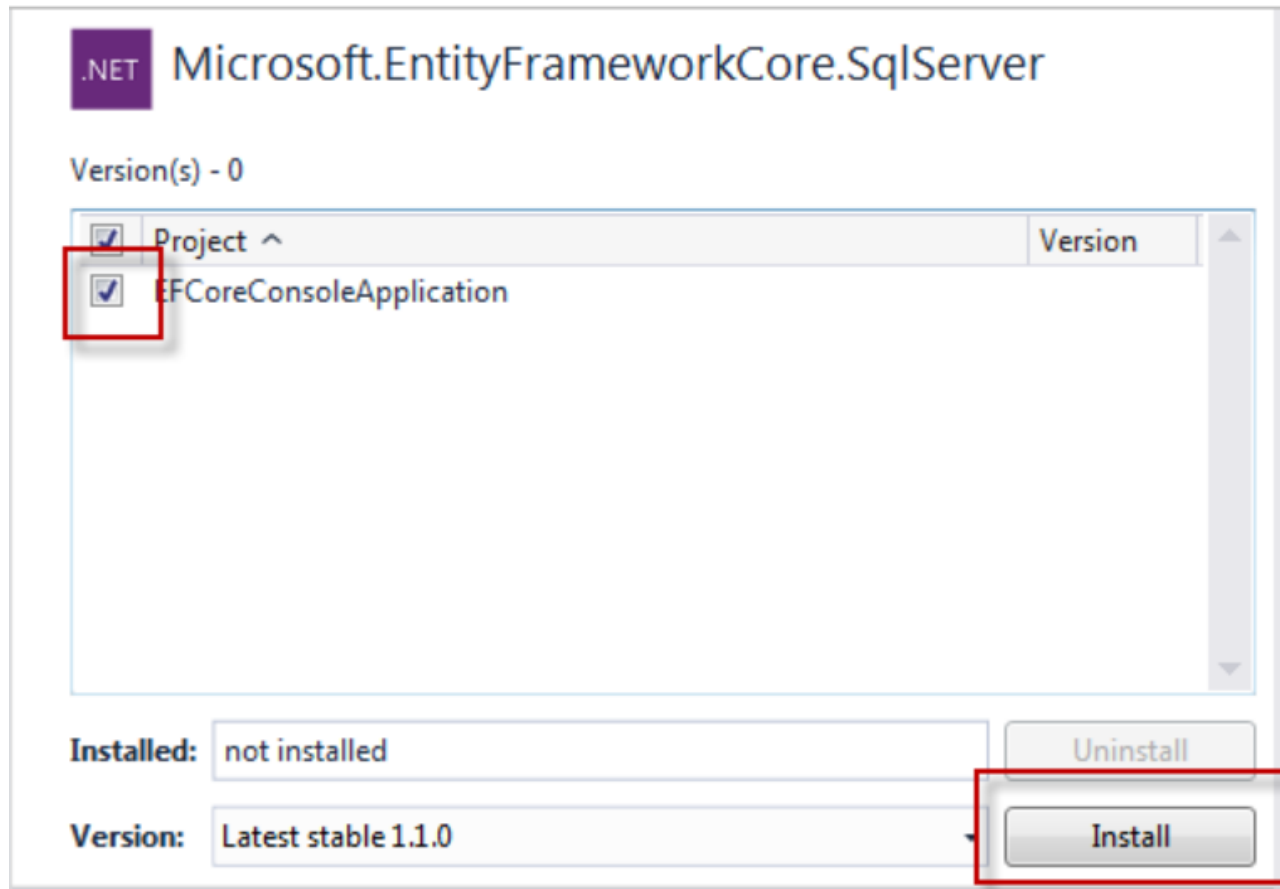 .NET Microsoft.EntityFrameworkCore.SqlServer
Version(s) - 0
Project Version
EFCoreConsoleApplication
Installed: not installed Uninstall
Version: Latest stable 1.1.0 Install